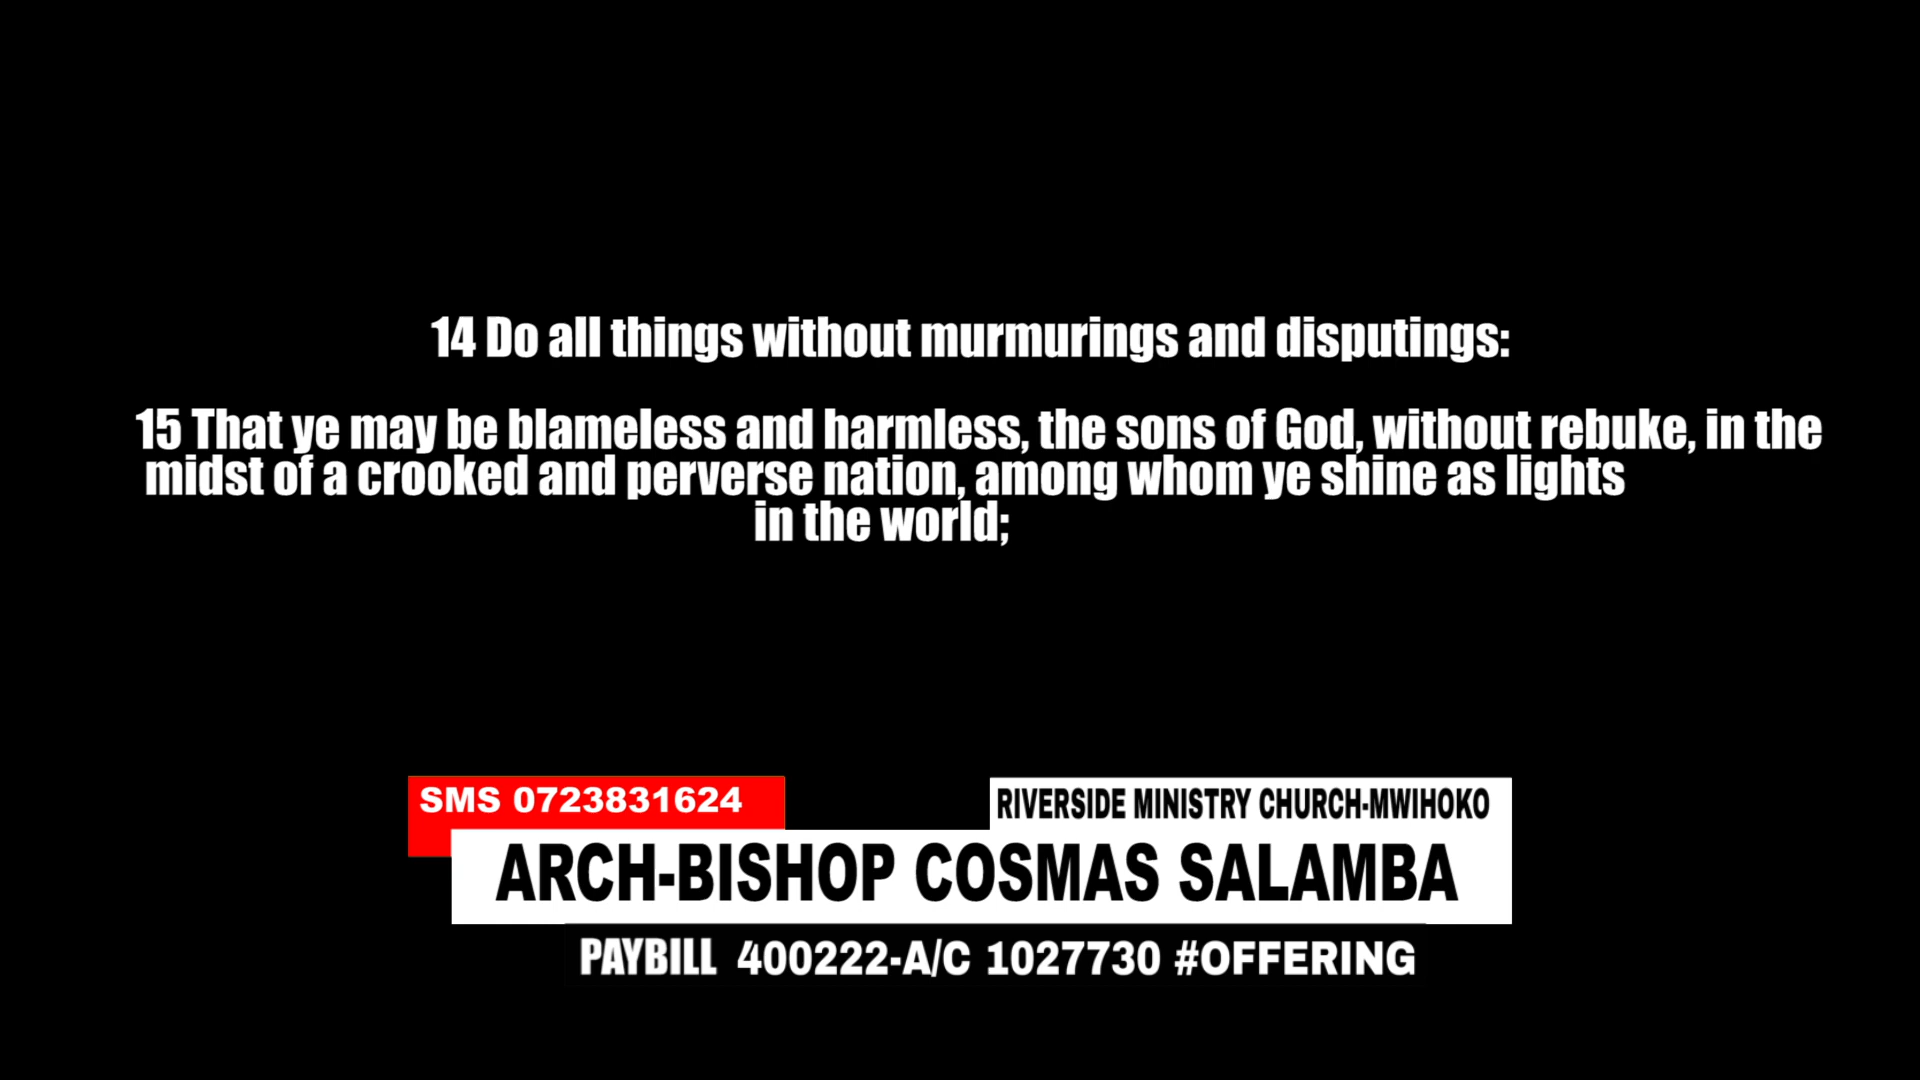 14 Do all things without murmurings and disputings:
15 That ye may be blameless and harmless, the sons of God, without rebuke, in the
midst of a crooked and perverse nation, among whom ye shine as lights
in the world;
SMS 0723831624
RIVERSIDE MINISTRY CHURCH-MWIHOKO
ARCH-BISHOP COSMAS SALAMBA
PAYBILL 400222-A/C 1027730 #OFFERING